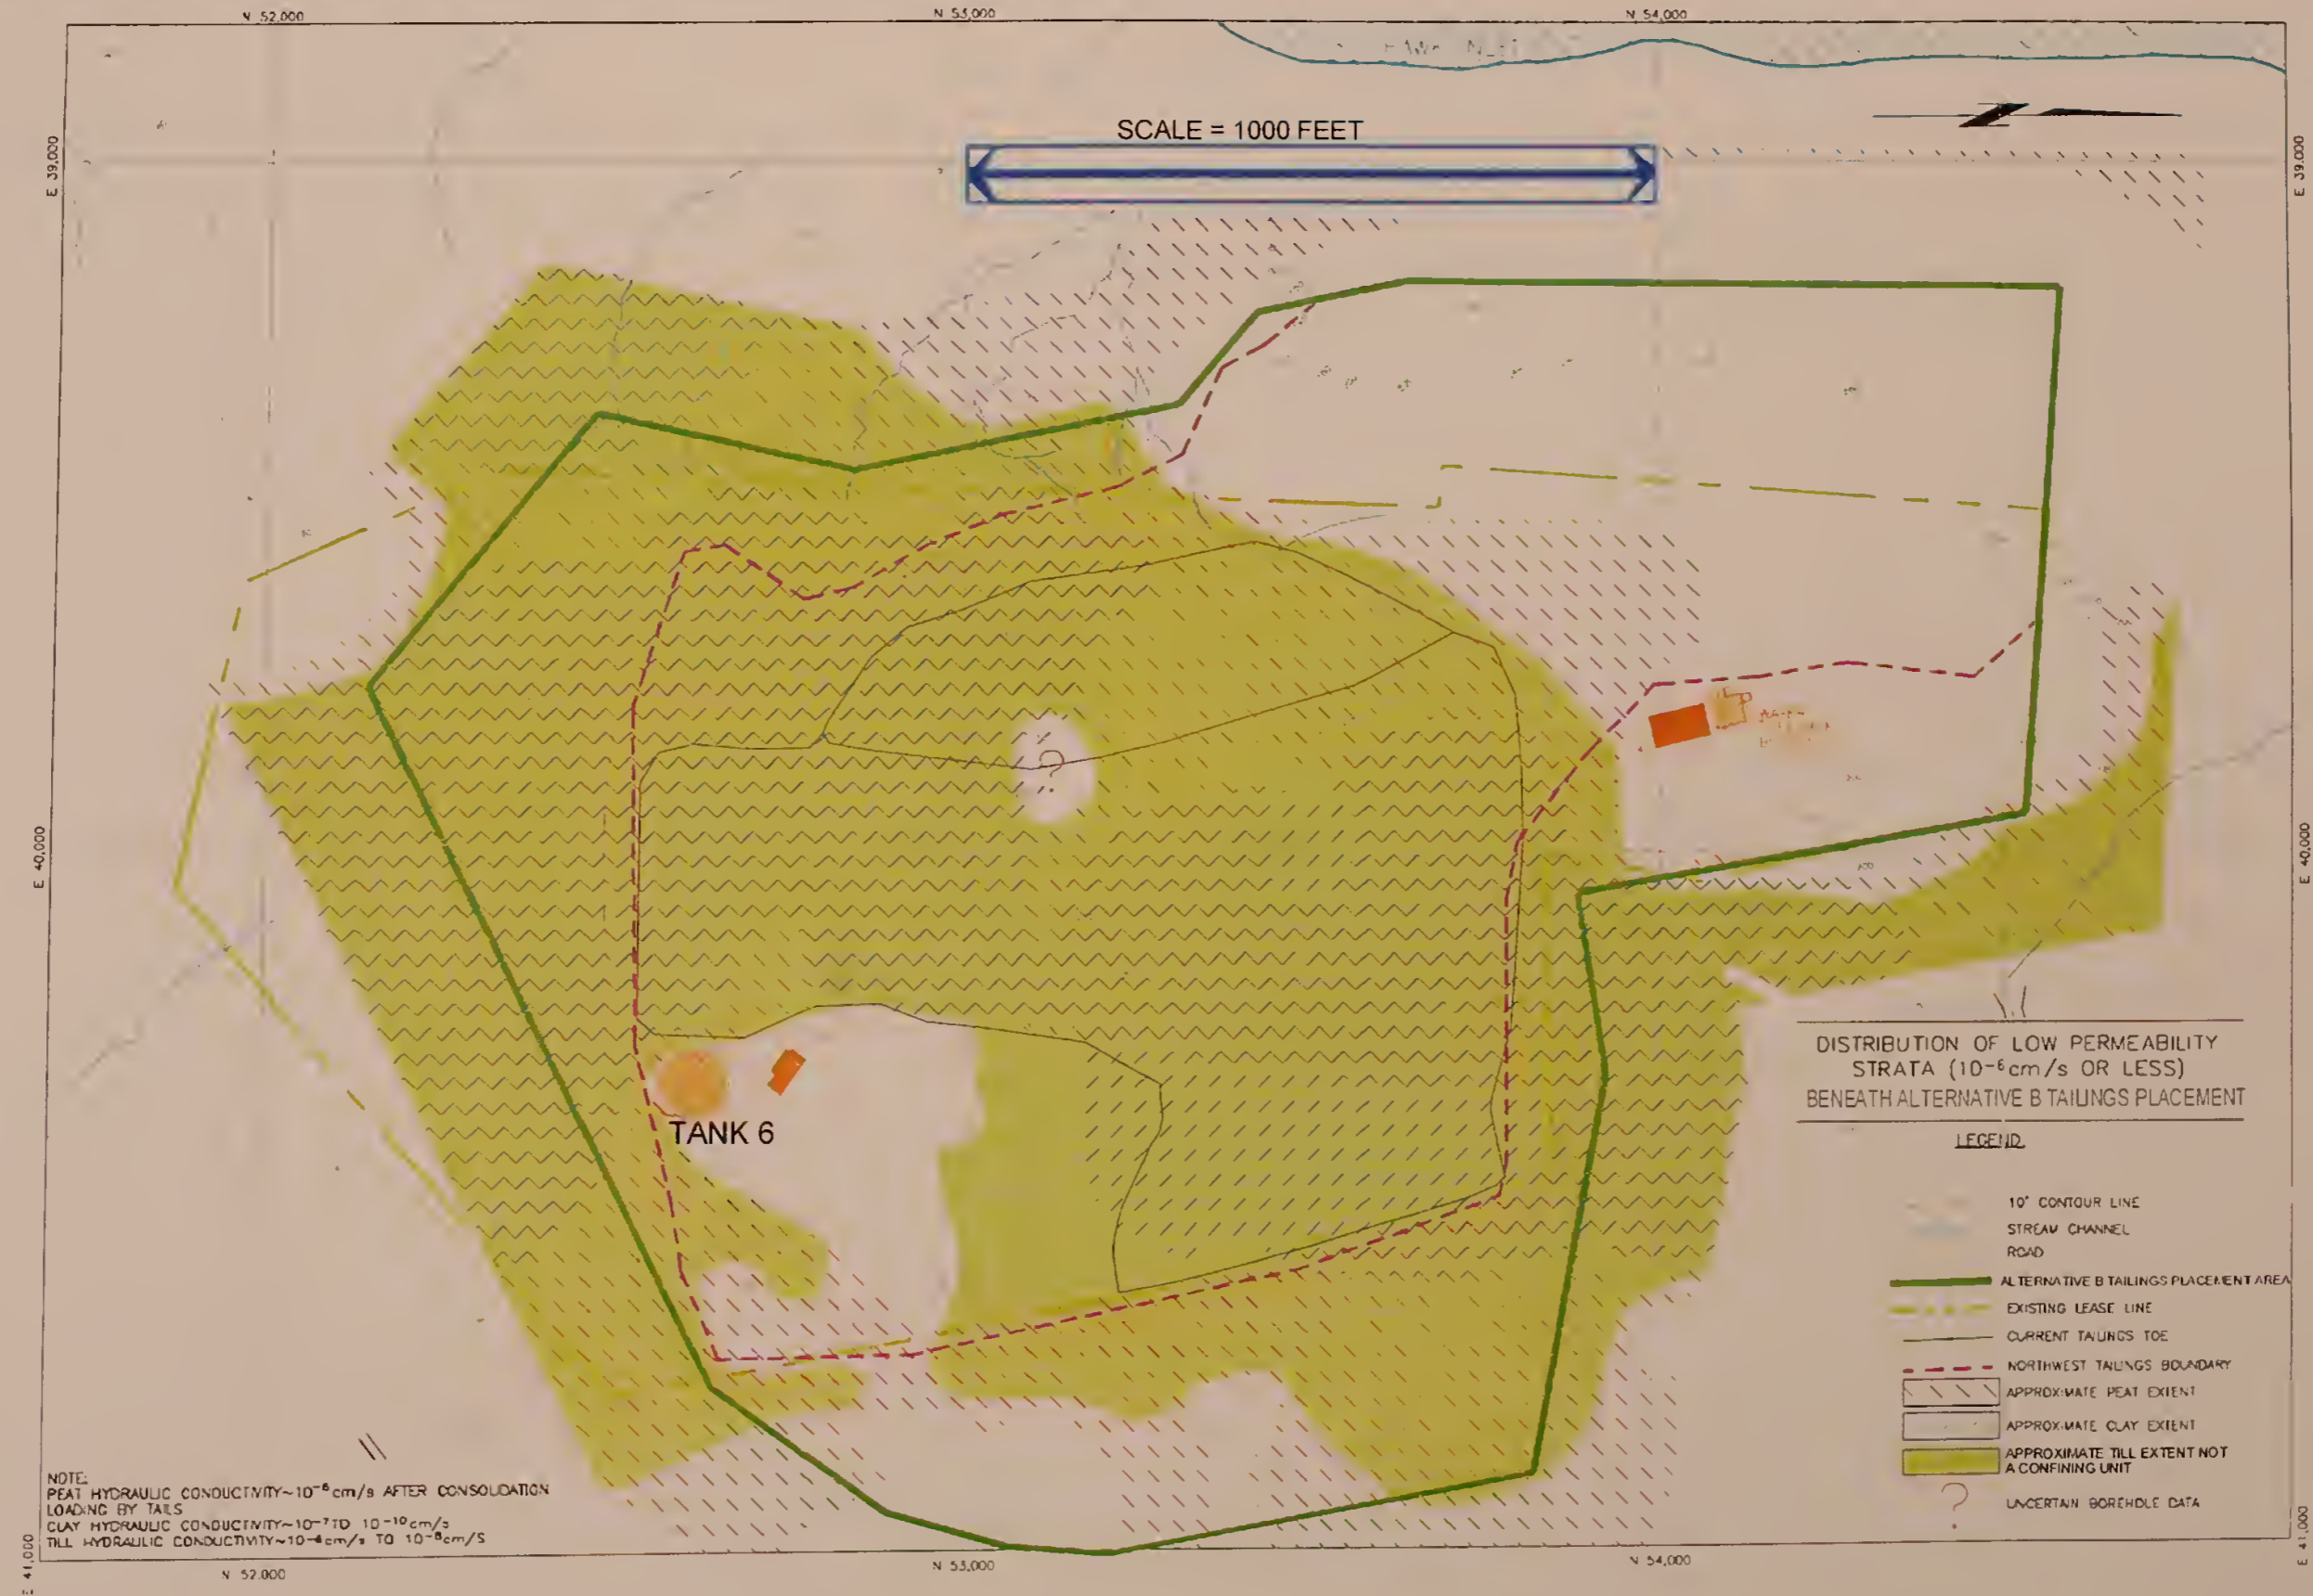 N 52,000
N 53,000
N 54,000
E 39,000
E 39,000
SCALE = 1000 FEET
E 40,000
E 40,000
?
TANK 6
DISTRIBUTION OF LOW PERMEABILITY
STRATA (10⁻⁶cm/s OR LESS)
BENEATH ALTERNATIVE B TAILINGS PLACEMENT
LEGEND
10' CONTOUR LINE
STREAM CHANNEL
ROAD
ALTERNATIVE B TAILINGS PLACEMENT AREA
EXISTING LEASE LINE
CURRENT TAILINGS TOE
NORTHWEST TAILINGS BOUNDARY
APPROXIMATE PEAT EXTENT
APPROXIMATE CLAY EXTENT
APPROXIMATE TILL EXTENT NOT
A CONFINING UNIT
? UNCERTAIN BOREHOLE DATA
NOTE:
PEAT HYDRAULIC CONDUCTIVITY~10⁻⁶cm/s AFTER CONSOLIDATION
LOADING BY TAILS
CLAY HYDRAULIC CONDUCTIVITY~10⁻⁷TO 10⁻¹⁰cm/s
TILL HYDRAULIC CONDUCTIVITY~10⁻⁴cm/s TO 10⁻⁸cm/S
E 41,000
E 41,000
N 52,000
N 53,000
N 54,000